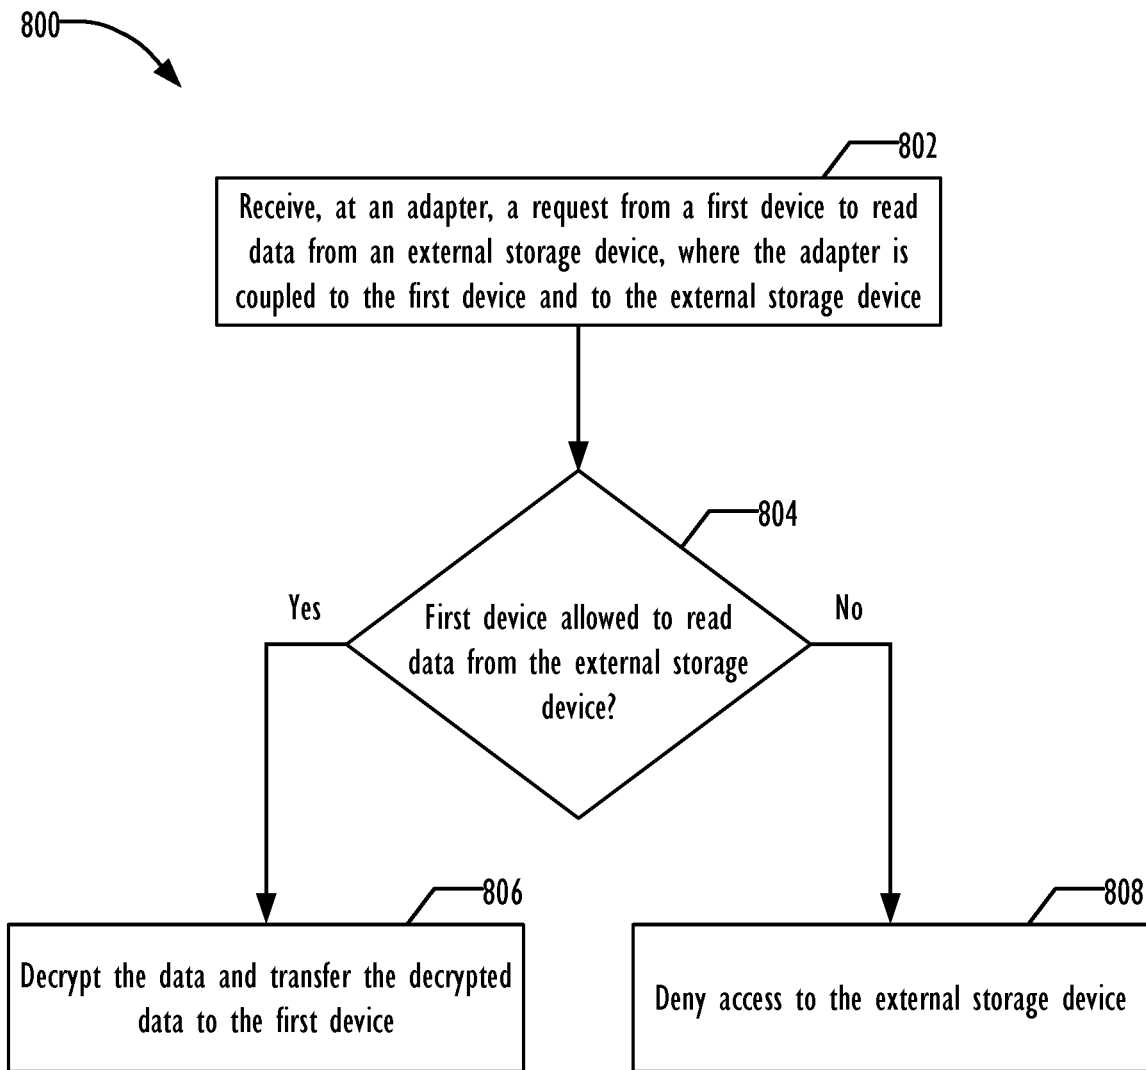 800
802
Receive, at an adapter, a request from a first device to read
data from an external storage device, where the adapter is
coupled to the first device and to the external storage device
804
Yes
No
First device allowed to read
data from the external storage
device?
806
808
Decrypt the data and transfer the decrypted
data to the first device
Deny access to the external storage device